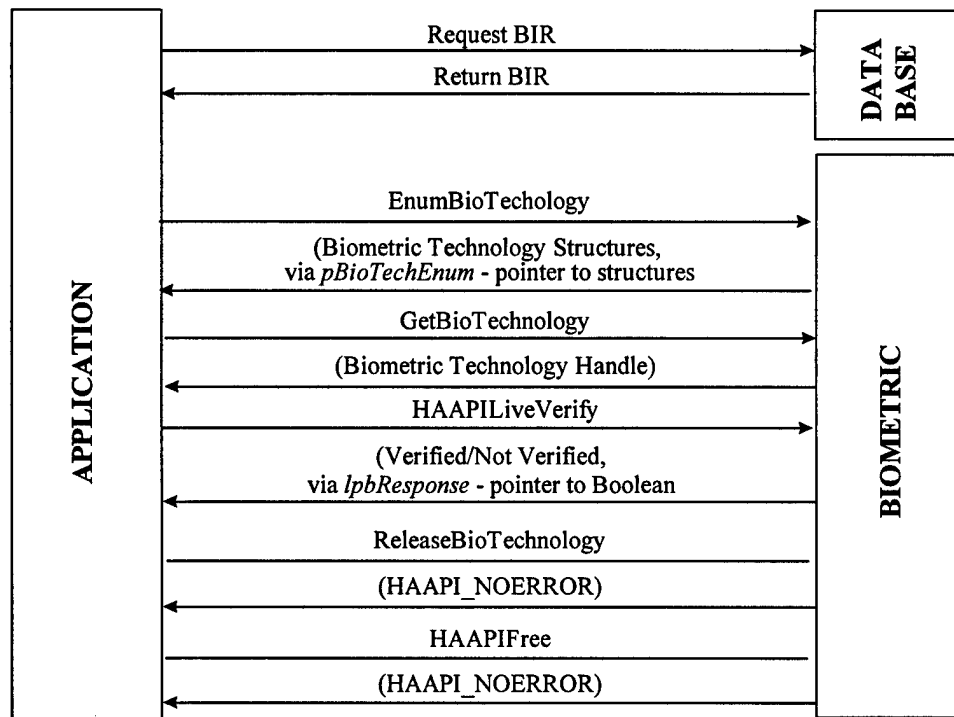 Request BIR
Return BIR
DATA
BASE
EnumBioTechology
(Biometric Technology Structures,
via pBioTechEnum - pointer to structures
GetBioTechnology
(Biometric Technology Handle)
HAAPILiveVerify
(Verified/Not Verified,
via lpbResponse - pointer to Boolean
ReleaseBioTechnology
(HAAPI_NOERROR)
HAAPIFree
(HAAPI_NOERROR)
APPLICATION
BIOMETRIC